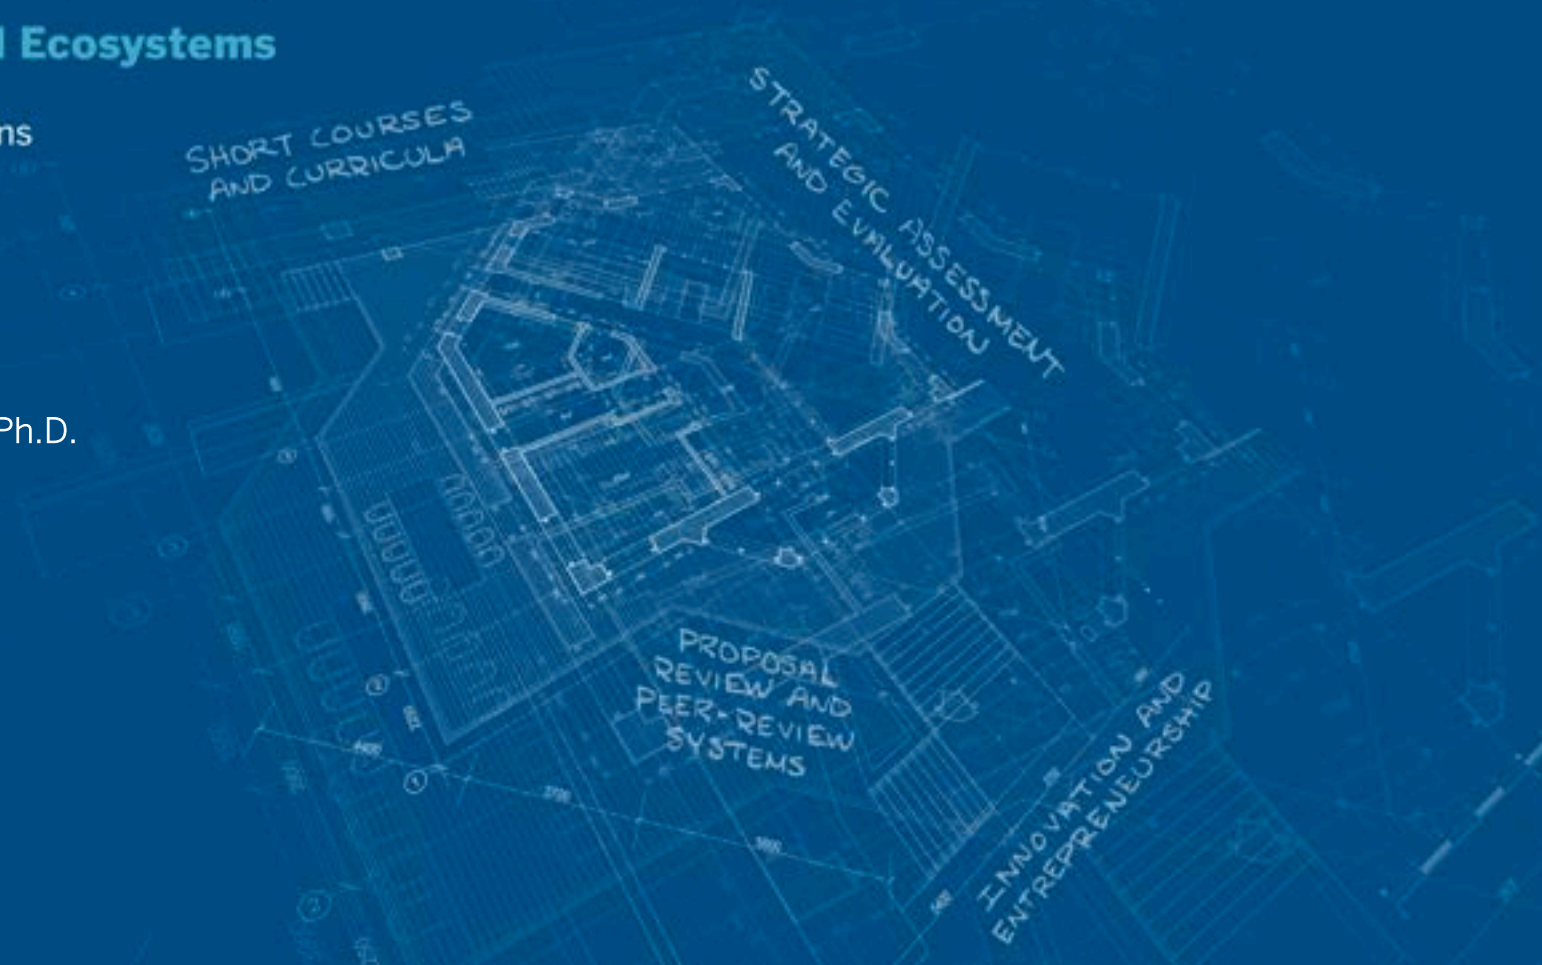 Ecosystems
ns
SHORT COURSES
AND CURRICULA
STRATEGIC ASSESSMENT
AND EVALUATION
Ph.D.
PROPOSAL
REVIEW AND
PEER-REVIEW
SYSTEMS
INNOVATION AND
ENTREPRENEURSHIP